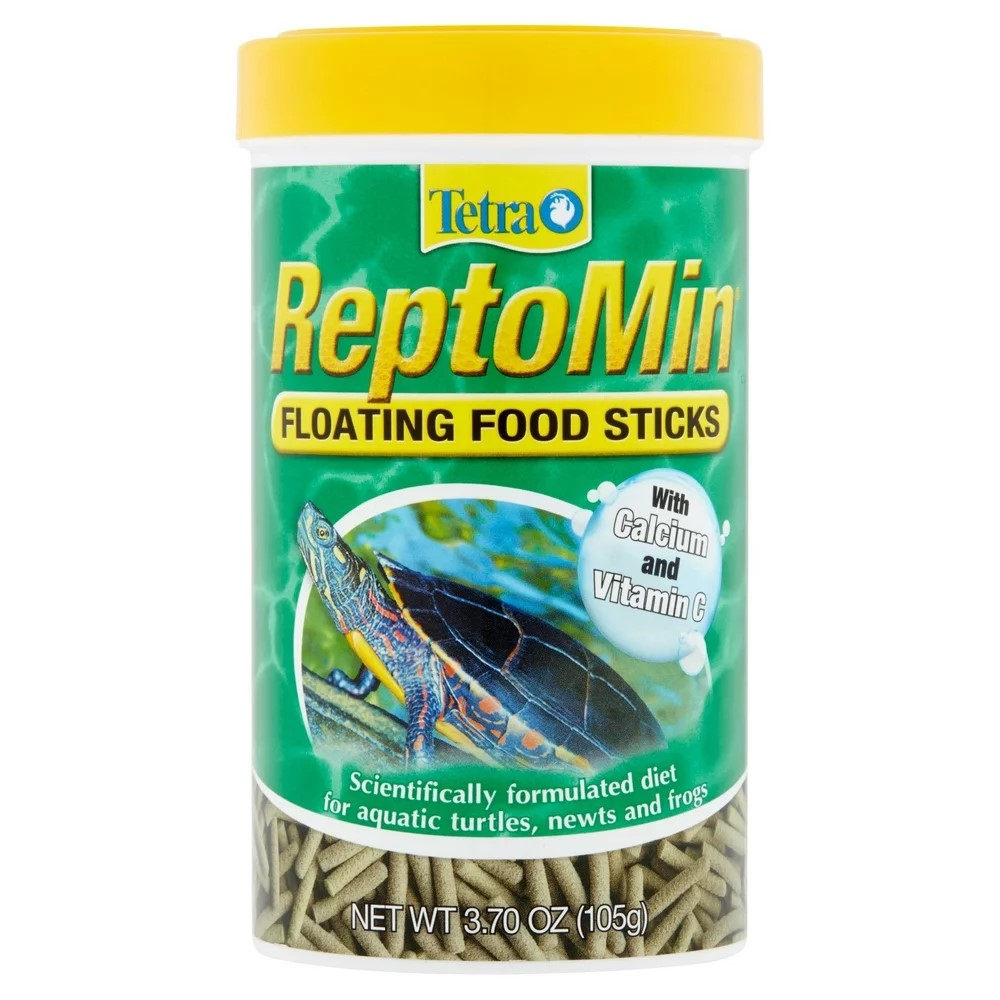 Tetra
ReptoMin
FLOATING FOOD STICKS
With
Calcium
and
Vitamin C
Scientifically formulated diet
for aquatic turtles, newts and frogs
NET WT 3.70 OZ (105g)